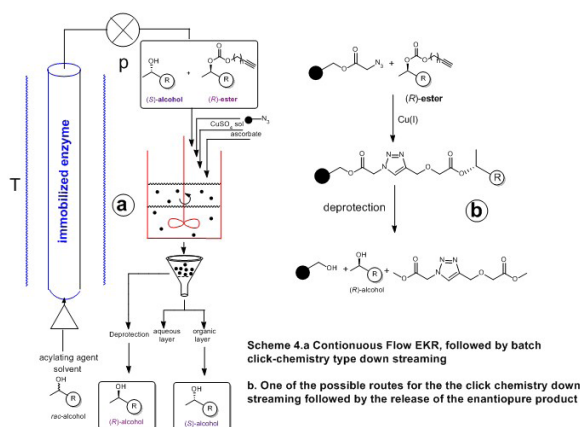 p
OH
R
(S)-alcohol
+
R
(R)-ester
CuSO4 sol
N3
ascorbate
T
immobilized enzyme
a
Deprotection
aqueous
layer
organic
layer
acylating agent
solvent
OH
R
rac-alcohol
OH
R
(R)-alcohol
OH
R
(S)-alcohol
O
O
N3
+
R
(R)-ester
Cu(I)
N=N
N
O
O
O
O
R
deprotection
b
OH
+
OH
R
+
(R)-alcohol
N=N
N
O
O
O
O
O
Scheme 4.a Contionuous Flow EKR, followed by batch
click-chemistry type down streaming
b. One of the possible routes for the the click chemistry down
streaming followed by the release of the enantiopure product